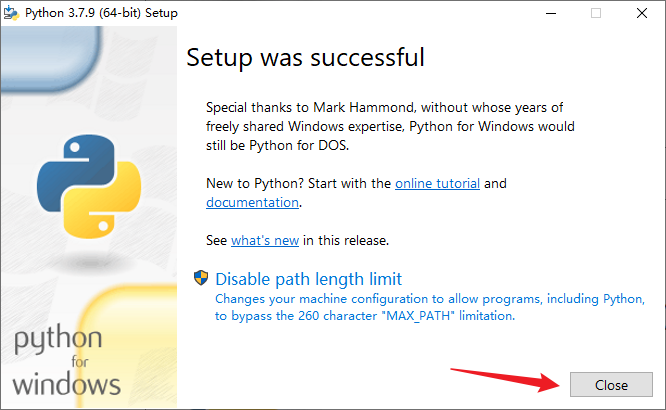 Python 3.7.9 (64-bit) Setup
Setup was successful
Special thanks to Mark Hammond, without whose years of
freely shared Windows expertise, Python for Windows would
still be Python for DOS.
New to Python? Start with the online tutorial and
documentation.
See what's new in this release.
Disable path length limit
Changes your machine configuration to allow programs, including Python,
to bypass the 260 character "MAX_PATH" limitation.
python
for
windows
Close